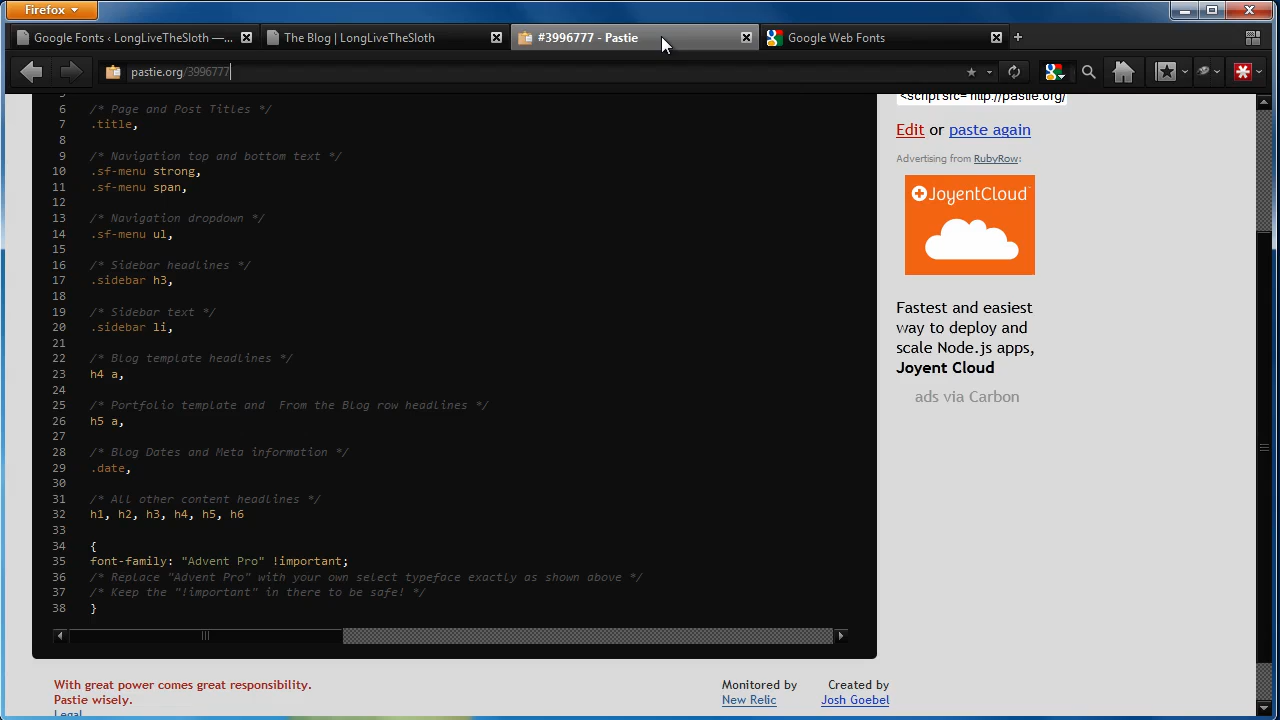 Firefox
Google Fonts ‹ LongLiveTheSloth —...
The Blog | LongLiveTheSloth
#3996777 - Pastie
Google Web Fonts
pastie.org/3996777
6 /* Page and Post Titles */
7 .title,
8
9 /* Navigation top and bottom text */
10 .sf-menu strong,
11 .sf-menu span,
12
13 /* Navigation dropdown */
14 .sf-menu ul,
15
16 /* Sidebar headlines */
17 .sidebar h3,
18
19 /* Sidebar text */
20 .sidebar li,
21
22 /* Blog template headlines */
23 h4 a,
24
25 /* Portfolio template and  From the Blog row headlines */
26 h5 a,
27
28 /* Blog Dates and Meta information */
29 .date,
30
31 /* All other content headlines */
32 h1, h2, h3, h4, h5, h6
33
34 {
35 font-family: "Advent Pro" !important;
36 /* Replace "Advent Pro" with your own select typeface exactly as shown above */
37 /* Keep the "!important" in there to be safe! */
38 }
<script src='http://pastie.org/
Edit or paste again
Advertising from RubyRow:
JoyentCloud
Fastest and easiest
way to deploy and
scale Node.js apps,
Joyent Cloud
ads via Carbon
With great power comes great responsibility.
Pastie wisely.
Legal
Monitored by
New Relic
Created by
Josh Goebel